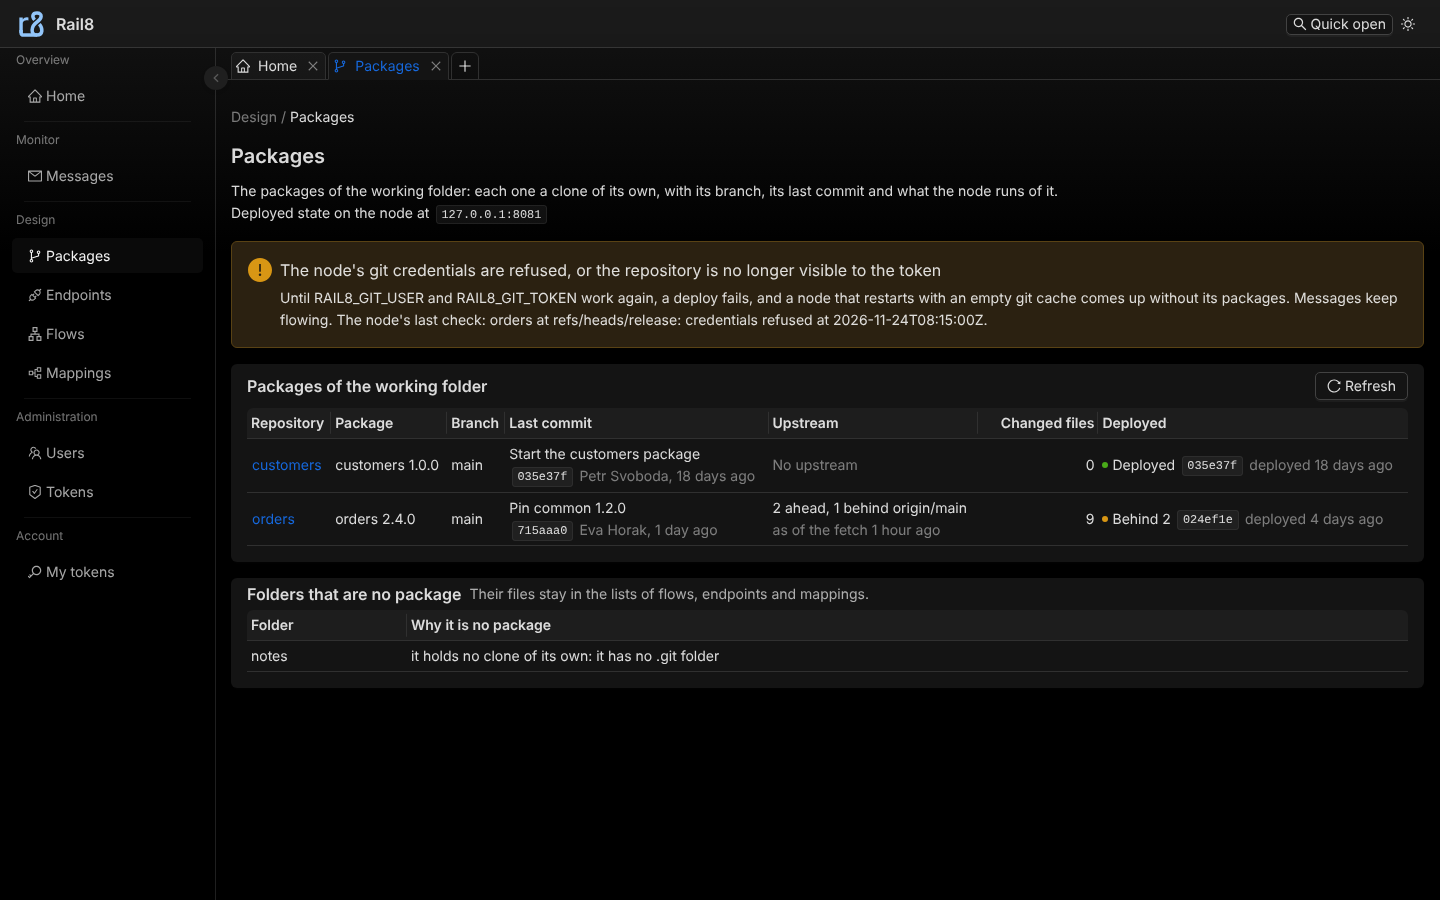 Rail8
Quick open
Overview
Home
Monitor
Messages
Design
Packages
Endpoints
Flows
Mappings
Administration
Users
Tokens
Account
My tokens
Home
Packages
Design / Packages
Packages
The packages of the working folder: each one a clone of its own, with its branch, its last commit and what the node runs of it.
Deployed state on the node at 127.0.0.1:8081
The node's git credentials are refused, or the repository is no longer visible to the token
Until RAIL8_GIT_USER and RAIL8_GIT_TOKEN work again, a deploy fails, and a node that restarts with an empty git cache comes up without its packages. Messages keep
flowing. The node's last check: orders at refs/heads/release: credentials refused at 2026-11-24T08:15:00Z.
Packages of the working folder
Refresh
Repository Package Branch Last commit Upstream Changed files Deployed
customers customers 1.0.0 main Start the customers package No upstream 0 Deployed 035e37f deployed 18 days ago
035e37f Petr Svoboda, 18 days ago
orders orders 2.4.0 main Pin common 1.2.0 2 ahead, 1 behind origin/main 9 Behind 2 024ef1e deployed 4 days ago
715aaa0 Eva Horak, 1 day ago as of the fetch 1 hour ago
Folders that are no package Their files stay in the lists of flows, endpoints and mappings.
Folder Why it is no package
notes it holds no clone of its own: it has no .git folder